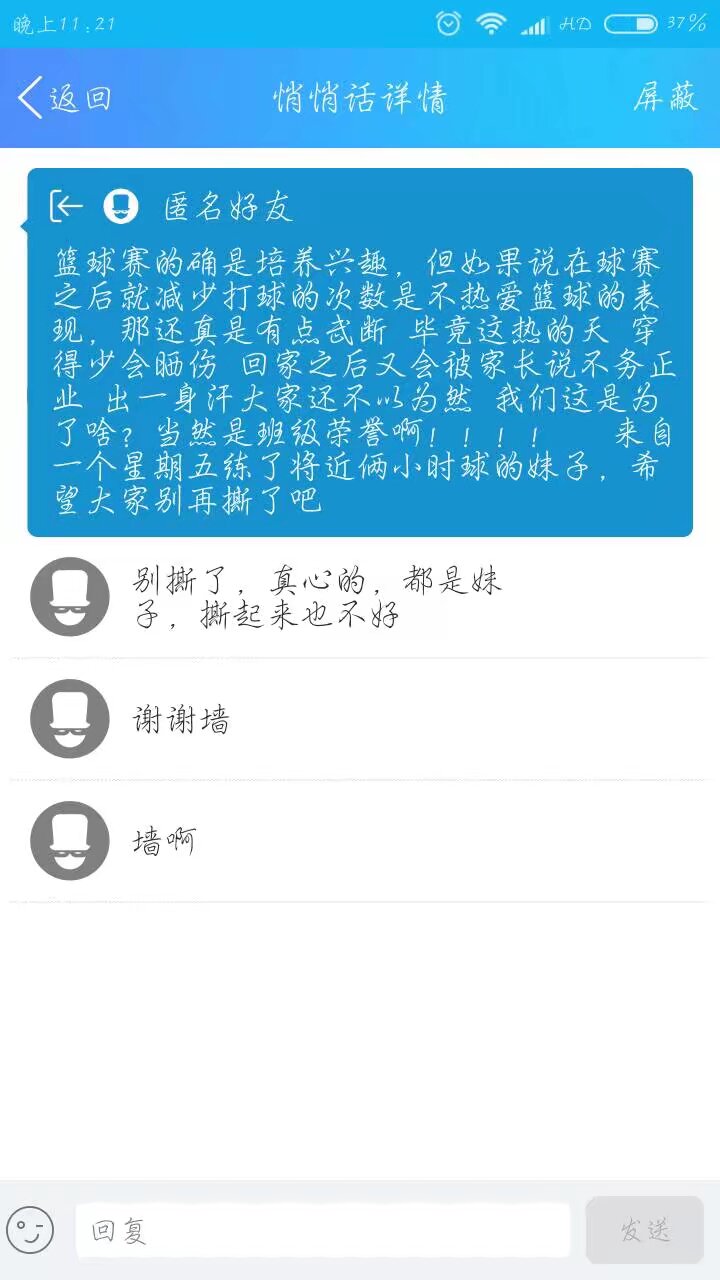 晚上11:21
HD
37%
返回
悄悄话详情
屏蔽
匿名好友
篮球赛的确是培养兴趣，但如果说在球赛
之后就减少打球的次数是不热爱篮球的表
现，那还真是有点武断 毕竟这热的天 穿
得少会晒伤 回家之后又会被家长说不务正
业 出一身汗大家还不以为然 我们这是为
了啥？当然是班级荣誉啊！！！！ 来自
一个星期五练了将近俩小时球的妹子，希
望大家别再撕了吧
别撕了，真心的，都是妹
子，撕起来也不好
谢谢墙
墙啊
回复
发送